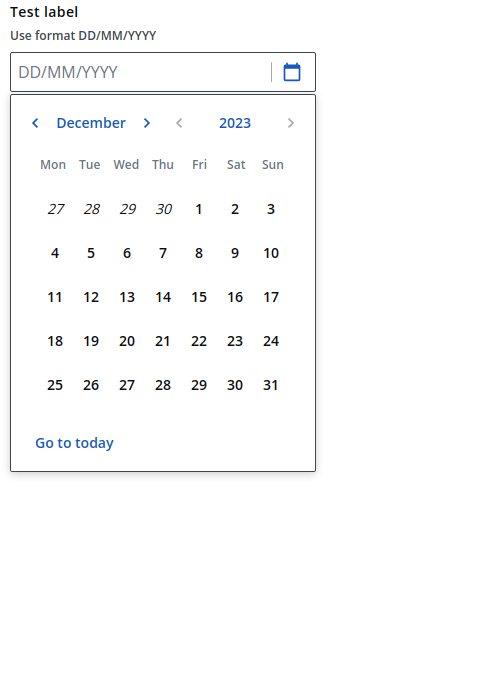 Test label
Use format DD/MM/YYYY
DD/MM/YYYY
December 2023
Mon Tue Wed Thu Fri Sat Sun
27 28 29 30 1 2 3
4 5 6 7 8 9 10
11 12 13 14 15 16 17
18 19 20 21 22 23 24
25 26 27 28 29 30 31
Go to today